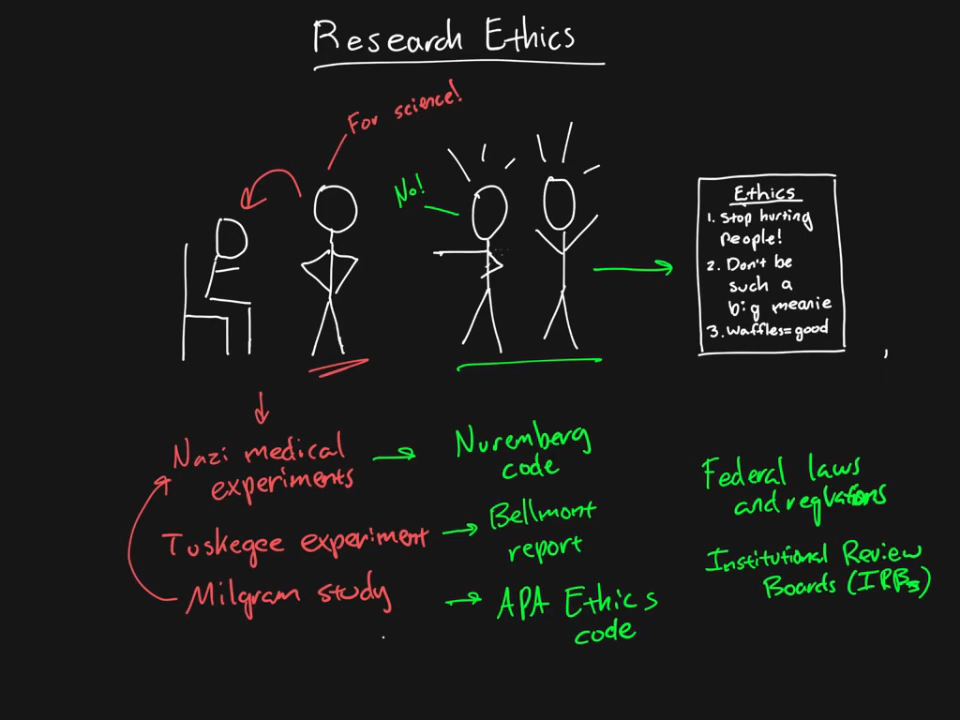 Research Ethics
For science!
No!
Ethics
1. Stop hurting
People!
2. Don't be
such a
big meanie
3. Waffles=good
Nazi medical
experiments
Nuremberg
code
Tuskegee experiment
Bellmont
report
Milgram study
APA Ethics
code
Federal laws
and regulations
Institutional Review
Boards (IRBs)